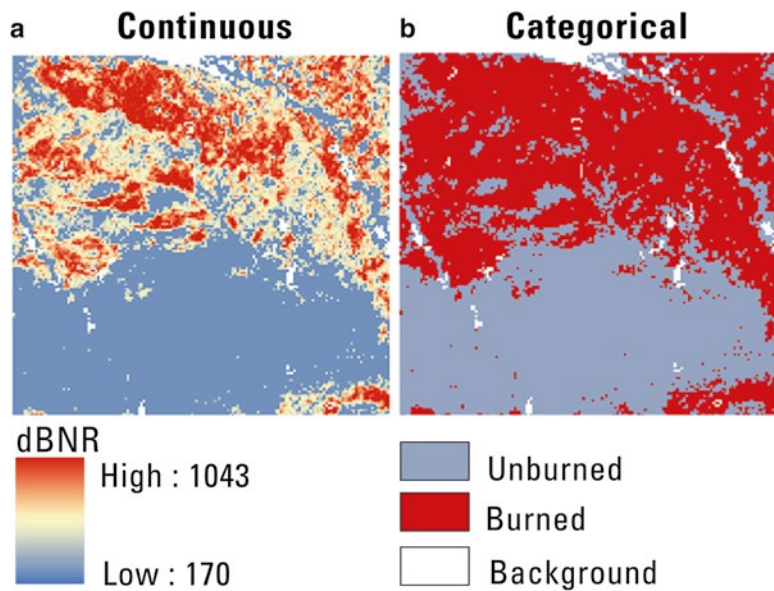 a Continuous
b Categorical
dBNR
High : 1043
Low : 170
Unburned
Burned
Background